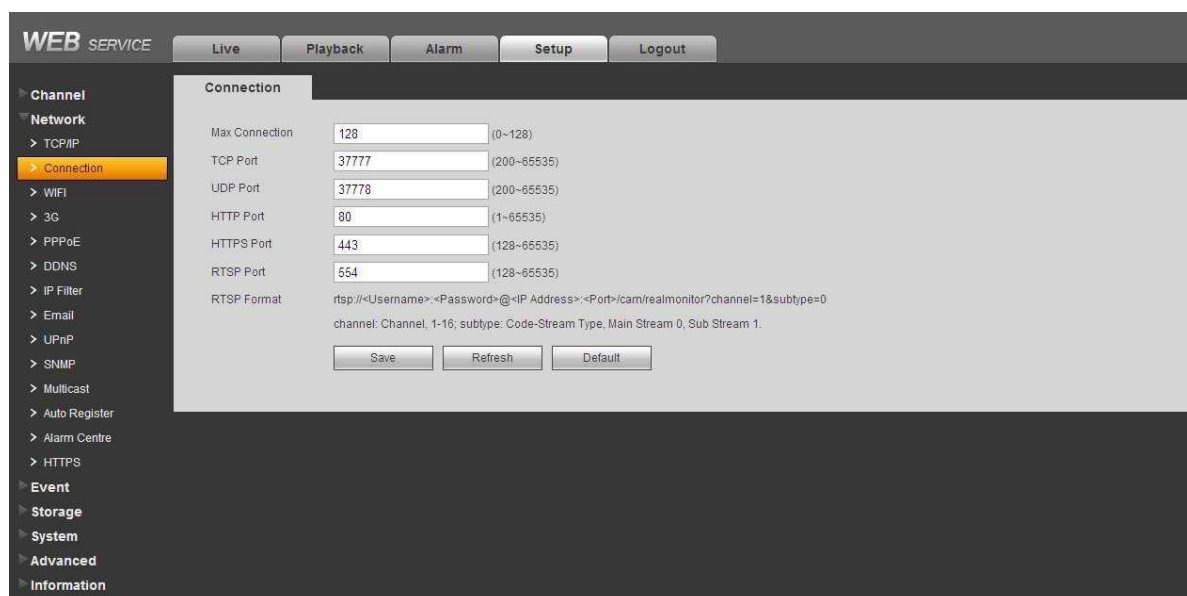 WEB SERVICE
Live
Playback
Alarm
Setup
Logout
Channel
Network
> TCP/IP
> Connection
> WIFI
> 3G
> PPPoE
> DDNS
> IP Filter
> Email
> UPnP
> SNMP
> Multicast
> Auto Register
> Alarm Centre
> HTTPS
Event
Storage
System
Advanced
Information
Connection
Max Connection 128 (0~128)
TCP Port 37777 (200~65535)
UDP Port 37778 (200~65535)
HTTP Port 80 (1~65535)
HTTPS Port 443 (128~65535)
RTSP Port 554 (128~65535)
RTSP Format rtsp://<Username>:<Password>@<IP Address>:<Port>/cam/realmonitor?channel=1&subtype=0
channel: Channel, 1-16; subtype: Code-Stream Type, Main Stream 0, Sub Stream 1.
Save Refresh Default